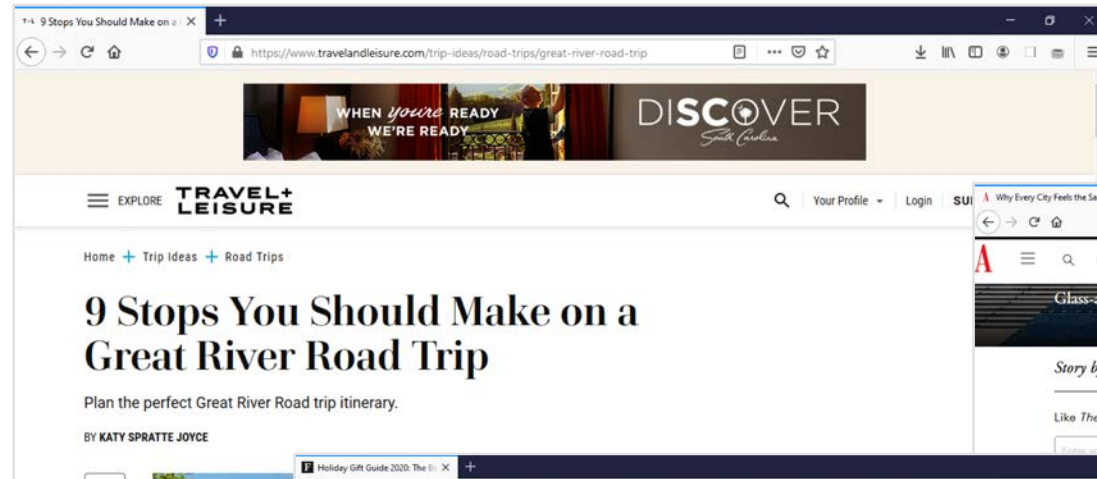 9 Stops You Should Make on a
https://www.travelandleisure.com/trip-ideas/road-trips/great-river-road-trip
WHEN you're READY
WE'RE READY
DISCOVER
South Carolina
EXPLORE
TRAVEL+
LEISURE
Your Profile
Login
SU
Home + Trip Ideas + Road Trips
9 Stops You Should Make on a
Great River Road Trip
Plan the perfect Great River Road trip itinerary.
BY KATY SPRATTE JOYCE
A Why Every City Feels the Sa
A
Glass-
Story b
Like The
Holiday Gift Guide 2020: The Be